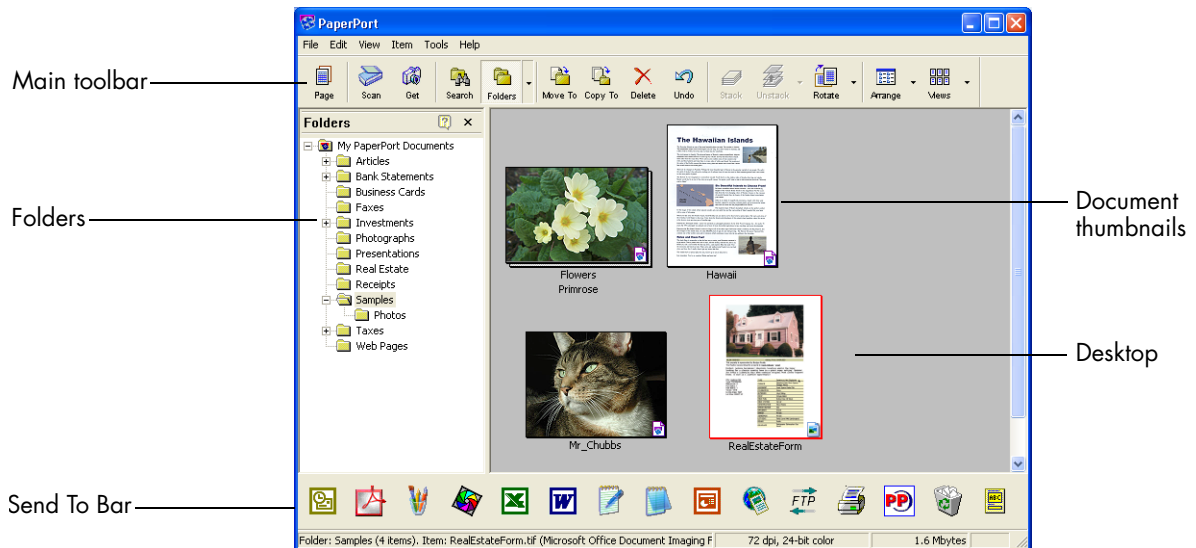 PaperPort
File Edit View Item Tools Help
Main toolbar
Page Scan Get Search Folders Move To Copy To Delete Undo Stack Unstack Rotate Arrange Views
Folders
My PaperPort Documents
Articles
Bank Statements
Business Cards
Faxes
Investments
Photographs
Presentations
Real Estate
Receipts
Samples
Photos
Taxes
Web Pages
Folders
The Hawaiian Islands
Flowers
Primrose
Hawaii
Mr_Chubbs
RealEstateForm
Document
thumbnails
Desktop
Send To Bar
X
W
FTP
PP
ABC
Folder: Samples (4 items). Item: RealEstateForm.tif (Microsoft Office Document Imaging F
72 dpi, 24-bit color
1.6 Mbytes